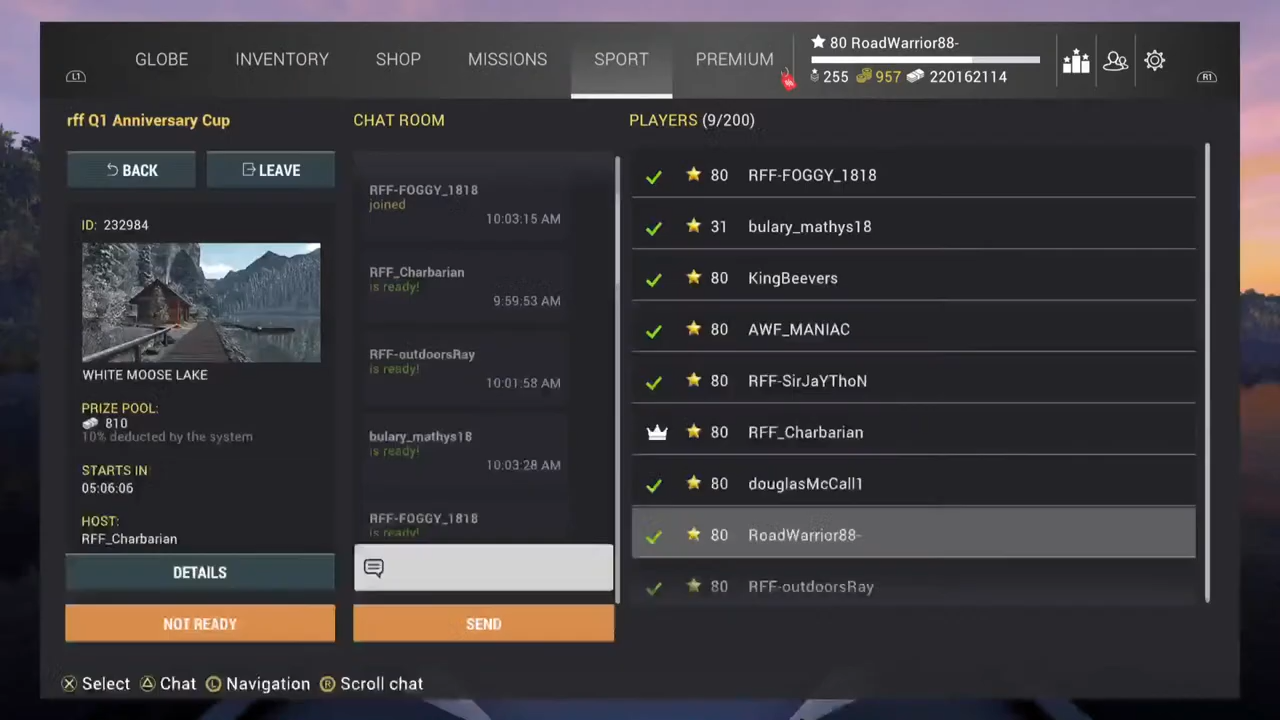 GLOBE INVENTORY SHOP MISSIONS SPORT PREMIUM
80 RoadWarrior88-
255 957 220162114
L1
R1
rff Q1 Anniversary Cup
BACK LEAVE
ID: 232984
WHITE MOOSE LAKE
PRIZE POOL:
810
10% deducted by the system
STARTS IN:
05:06:06
HOST:
RFF_Charbarian
DETAILS
NOT READY
CHAT ROOM
RFF-FOGGY_1818
joined
10:03:15 AM
RFF_Charbarian
is ready!
9:59:53 AM
RFF-outdoorsRay
is ready!
10:01:58 AM
bulary_mathys18
is ready!
10:03:28 AM
RFF-FOGGY_1818
is ready!
SEND
PLAYERS (9/200)
80 RFF-FOGGY_1818
31 bulary_mathys18
80 KingBeevers
80 AWF_MANIAC
80 RFF-SirJaYThoN
80 RFF_Charbarian
80 douglasMcCall1
80 RoadWarrior88-
80 RFF-outdoorsRay
Select Chat L Navigation R Scroll chat